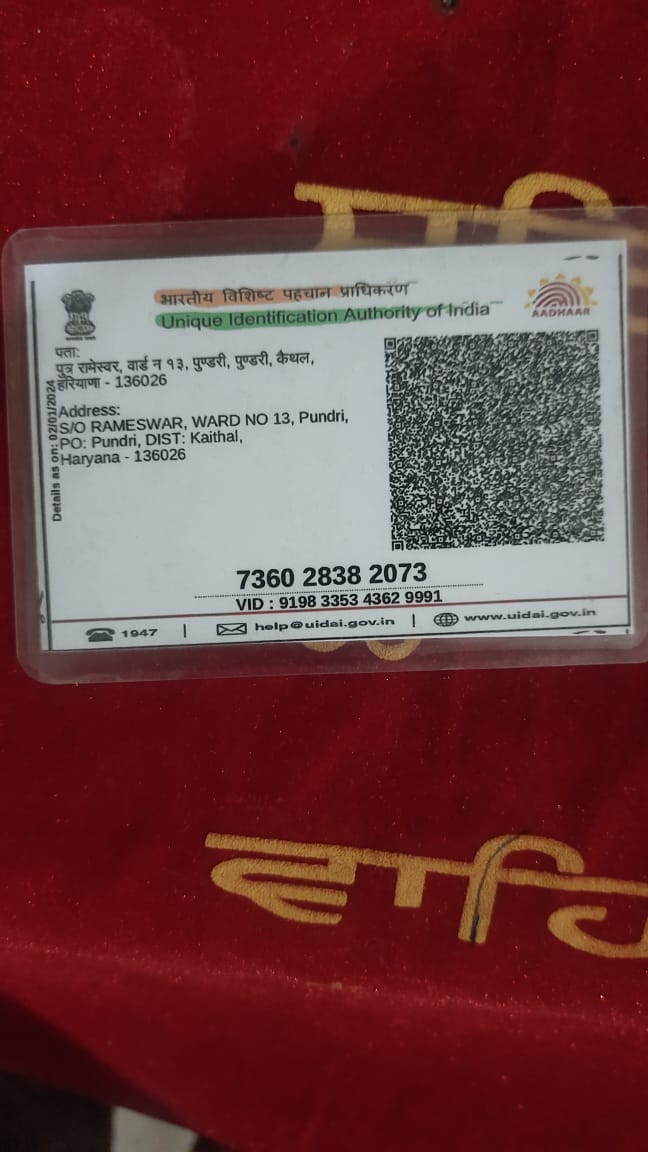 भारतीय विशिष्ट पहचान प्राधिकरण
Unique Identification Authority of India
AADHAAR
पता:
पुत्र रामेस्वर, वार्ड न १३, पुण्डरी, पुण्डरी, कैथल,
हरियाणा - 136026
Address:
S/O RAMESWAR, WARD NO 13, Pundri,
PO: Pundri, DIST: Kaithal,
Haryana - 136026
Details as on: 02/01/2024
7360 2838 2073
VID : 9198 3353 4362 9991
1947 | help@uidai.gov.in | www.uidai.gov.in